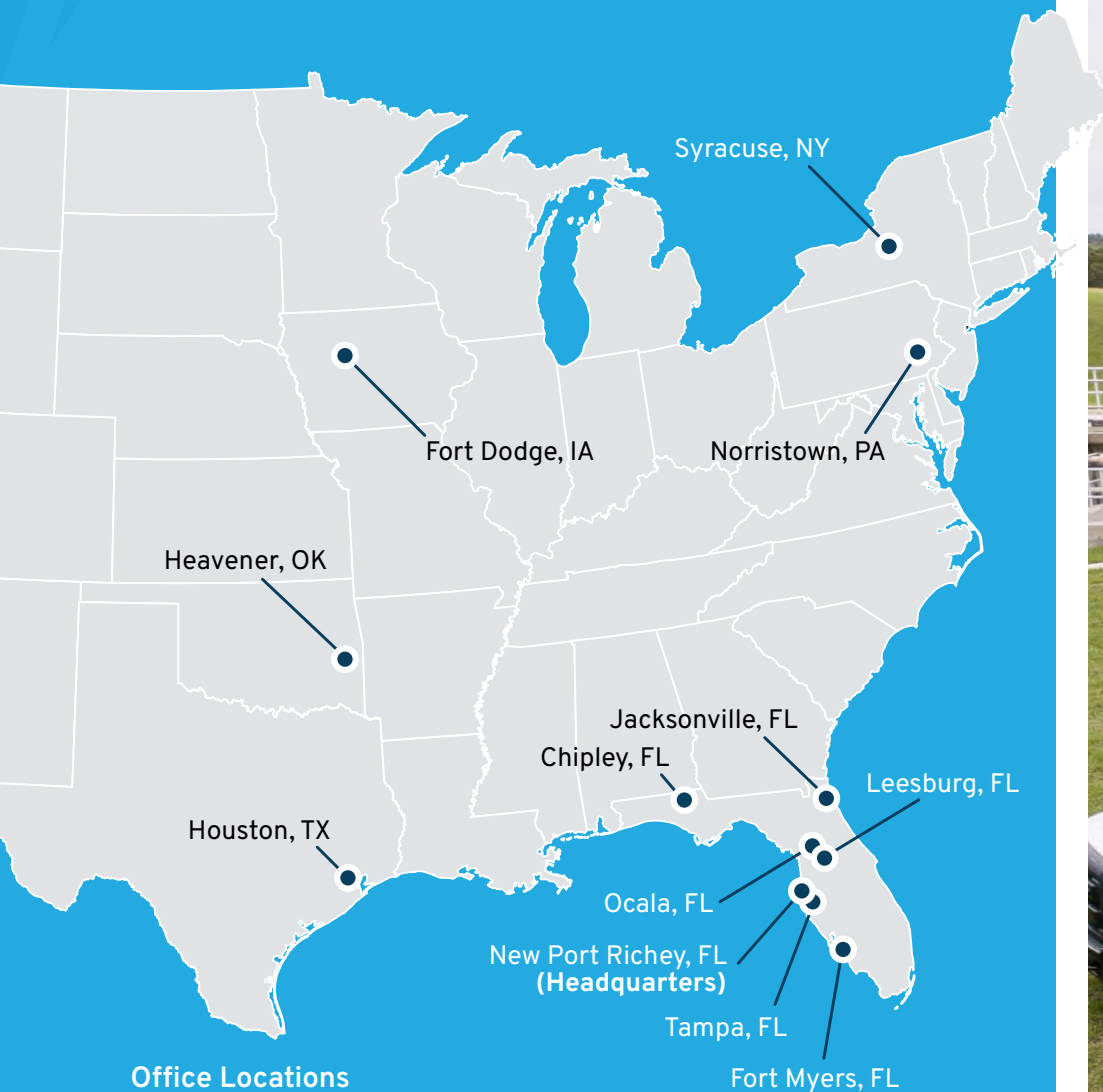 Syracuse, NY
Fort Dodge, IA
Norristown, PA
Heavener, OK
Jacksonville, FL
Chipley, FL
Leesburg, FL
Houston, TX
Ocala, FL
New Port Richey, FL
(Headquarters)
Tampa, FL
Office Locations
Fort Myers, FL